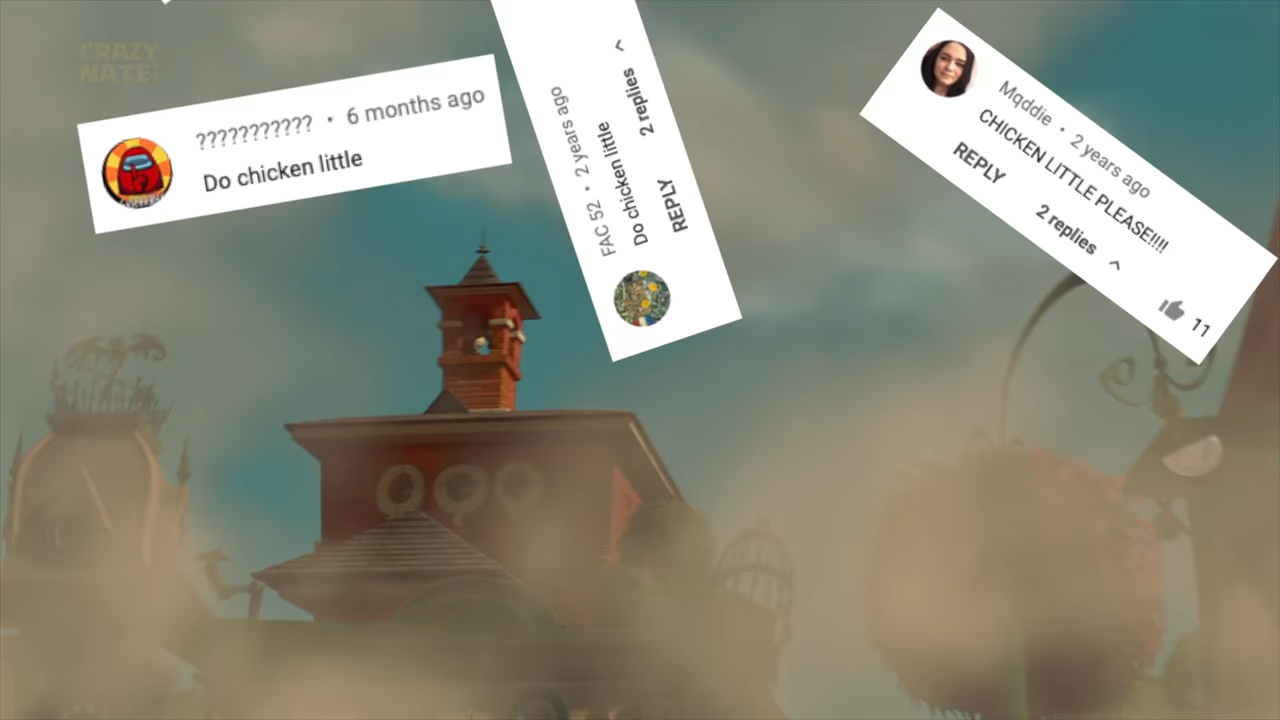 CRAZY
NATE!
??????????? • 6 months ago
Do chicken little
FAC 52 • 2 years ago
Do chicken little
REPLY 2 replies
Mqddie • 2 years ago
CHICKEN LITTLE PLEASE!!!!
REPLY
2 replies
11